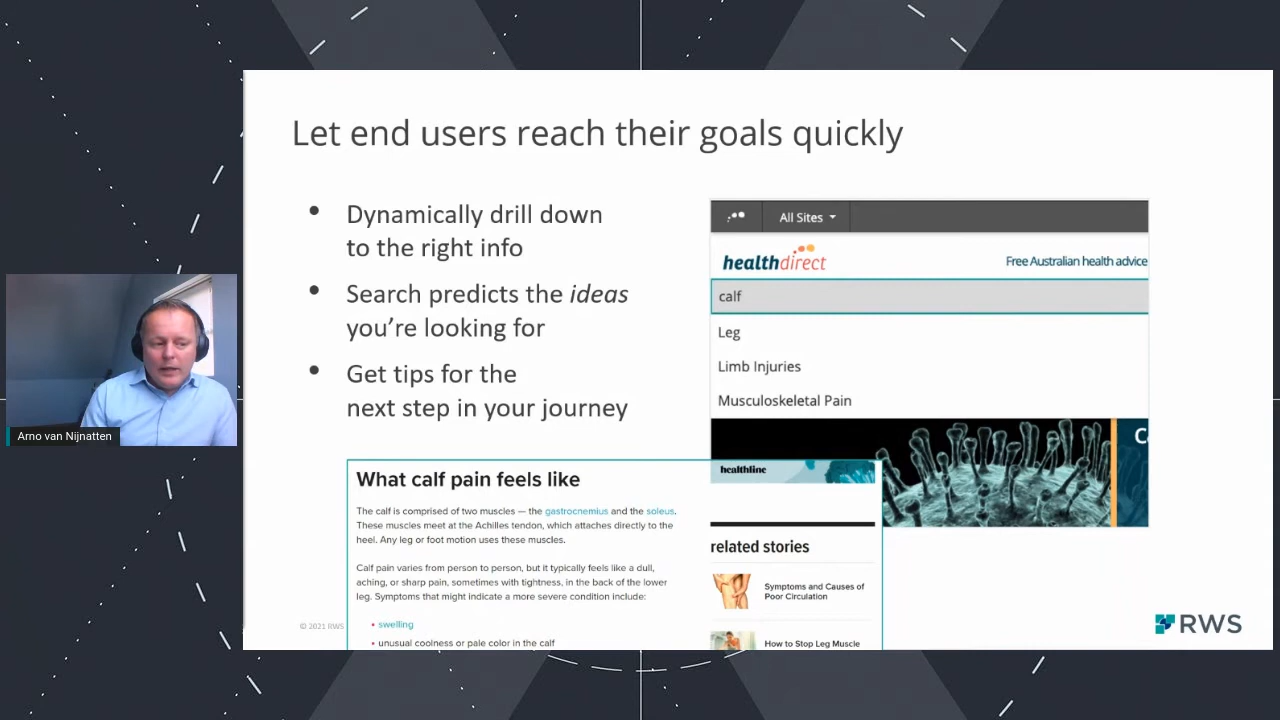 Let end users reach their goals quickly
• Dynamically drill down
to the right info
• Search predicts the ideas
you're looking for
• Get tips for the
next step in your journey
All Sites
healthdirect
Free Australian health advice
calf
Leg
Limb Injuries
Musculoskeletal Pain
C
What calf pain feels like
The calf is comprised of two muscles — the gastrocnemius and the soleus.
These muscles meet at the Achilles tendon, which attaches directly to the
heel. Any leg or foot motion uses these muscles.
Calf pain varies from person to person, but it typically feels like a dull,
aching, or sharp pain, sometimes with tightness, in the back of the lower
leg. Symptoms that might indicate a more severe condition include:
• swelling
• unusual coolness or pale color in the calf
healthline
related stories
Symptoms and Causes of
Poor Circulation
How to Stop Leg Muscle
Arno van Nijnatten
© 2021 RWS
RWS